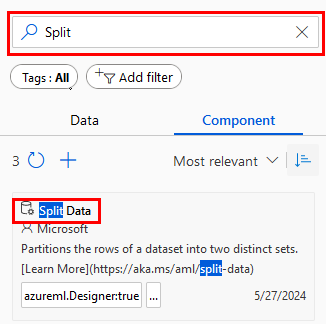 Split
Tags : All
Add filter
Data
Component
3
Most relevant
Split Data
Microsoft
Partitions the rows of a dataset into two distinct sets.
[Learn More](https://aka.ms/aml/split-data)
azureml.Designer:true
...
5/27/2024